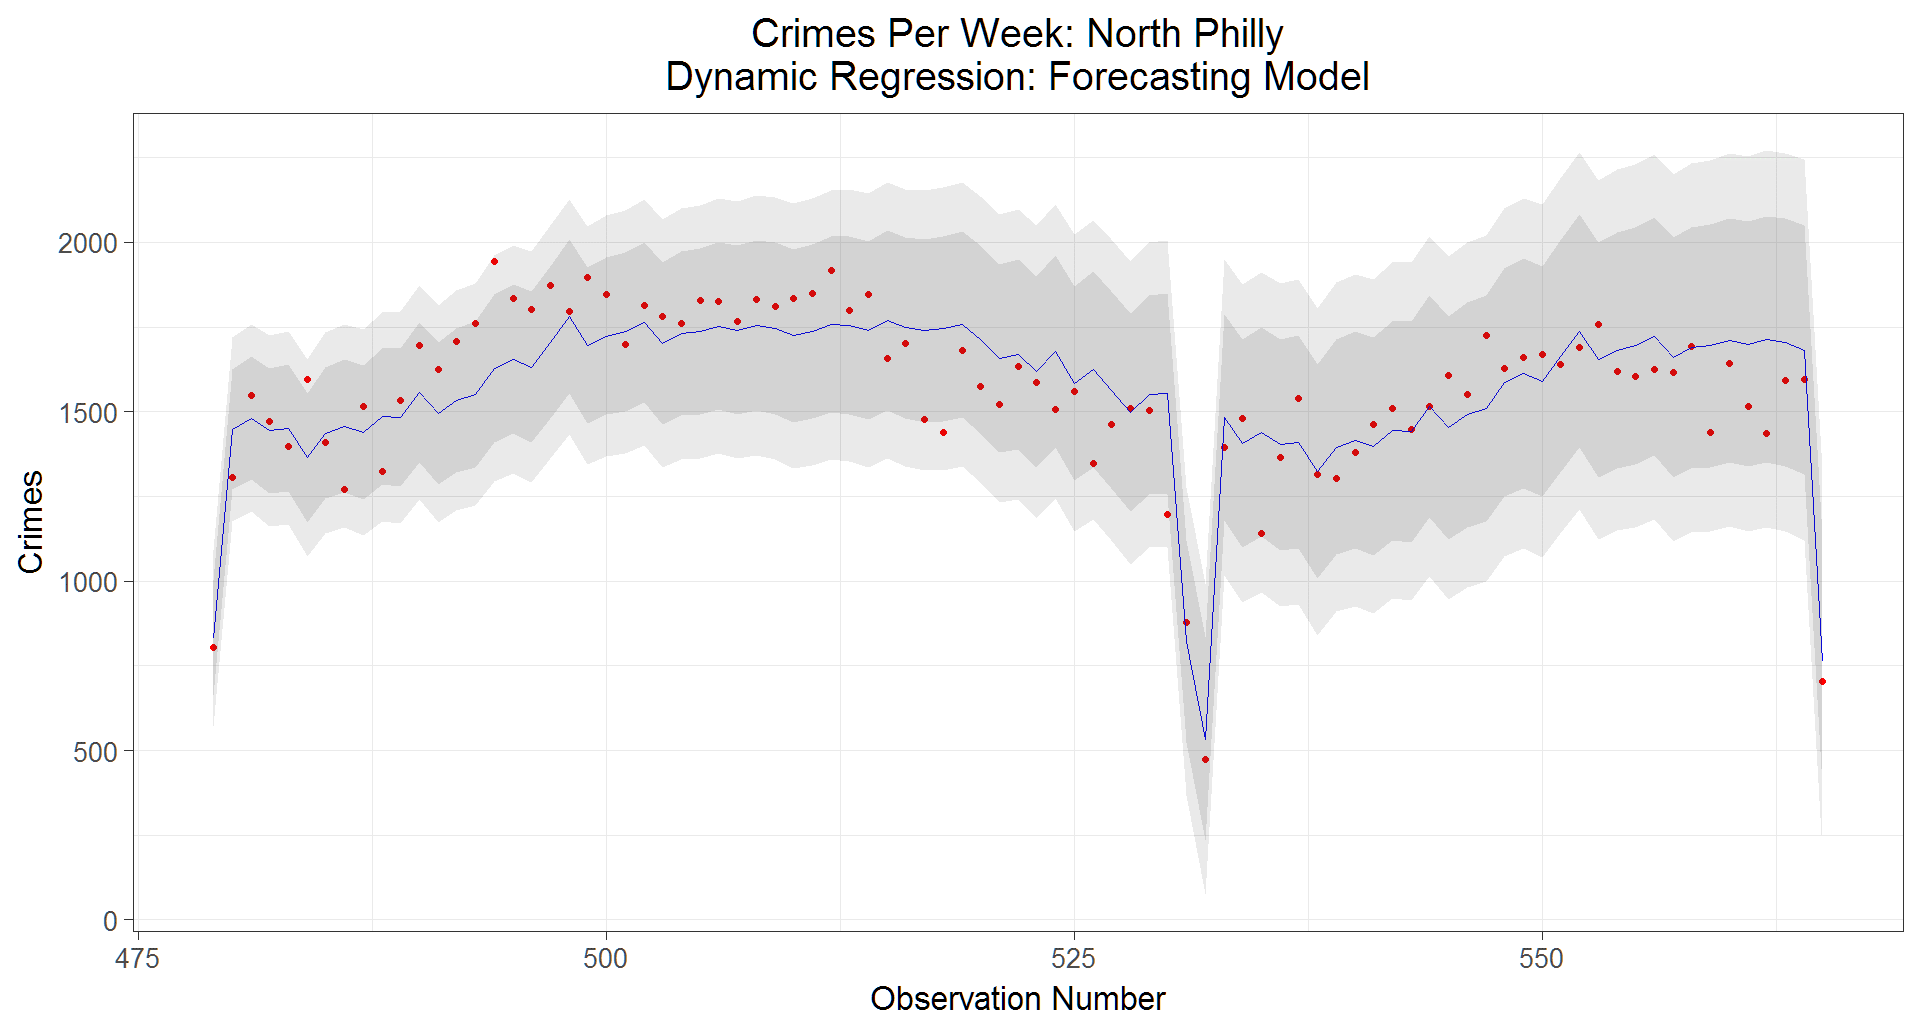 Crimes Per Week: North Philly
Dynamic Regression: Forecasting Model
Crimes
2000
1500
1000
500
0
475 500 525 550
Observation Number